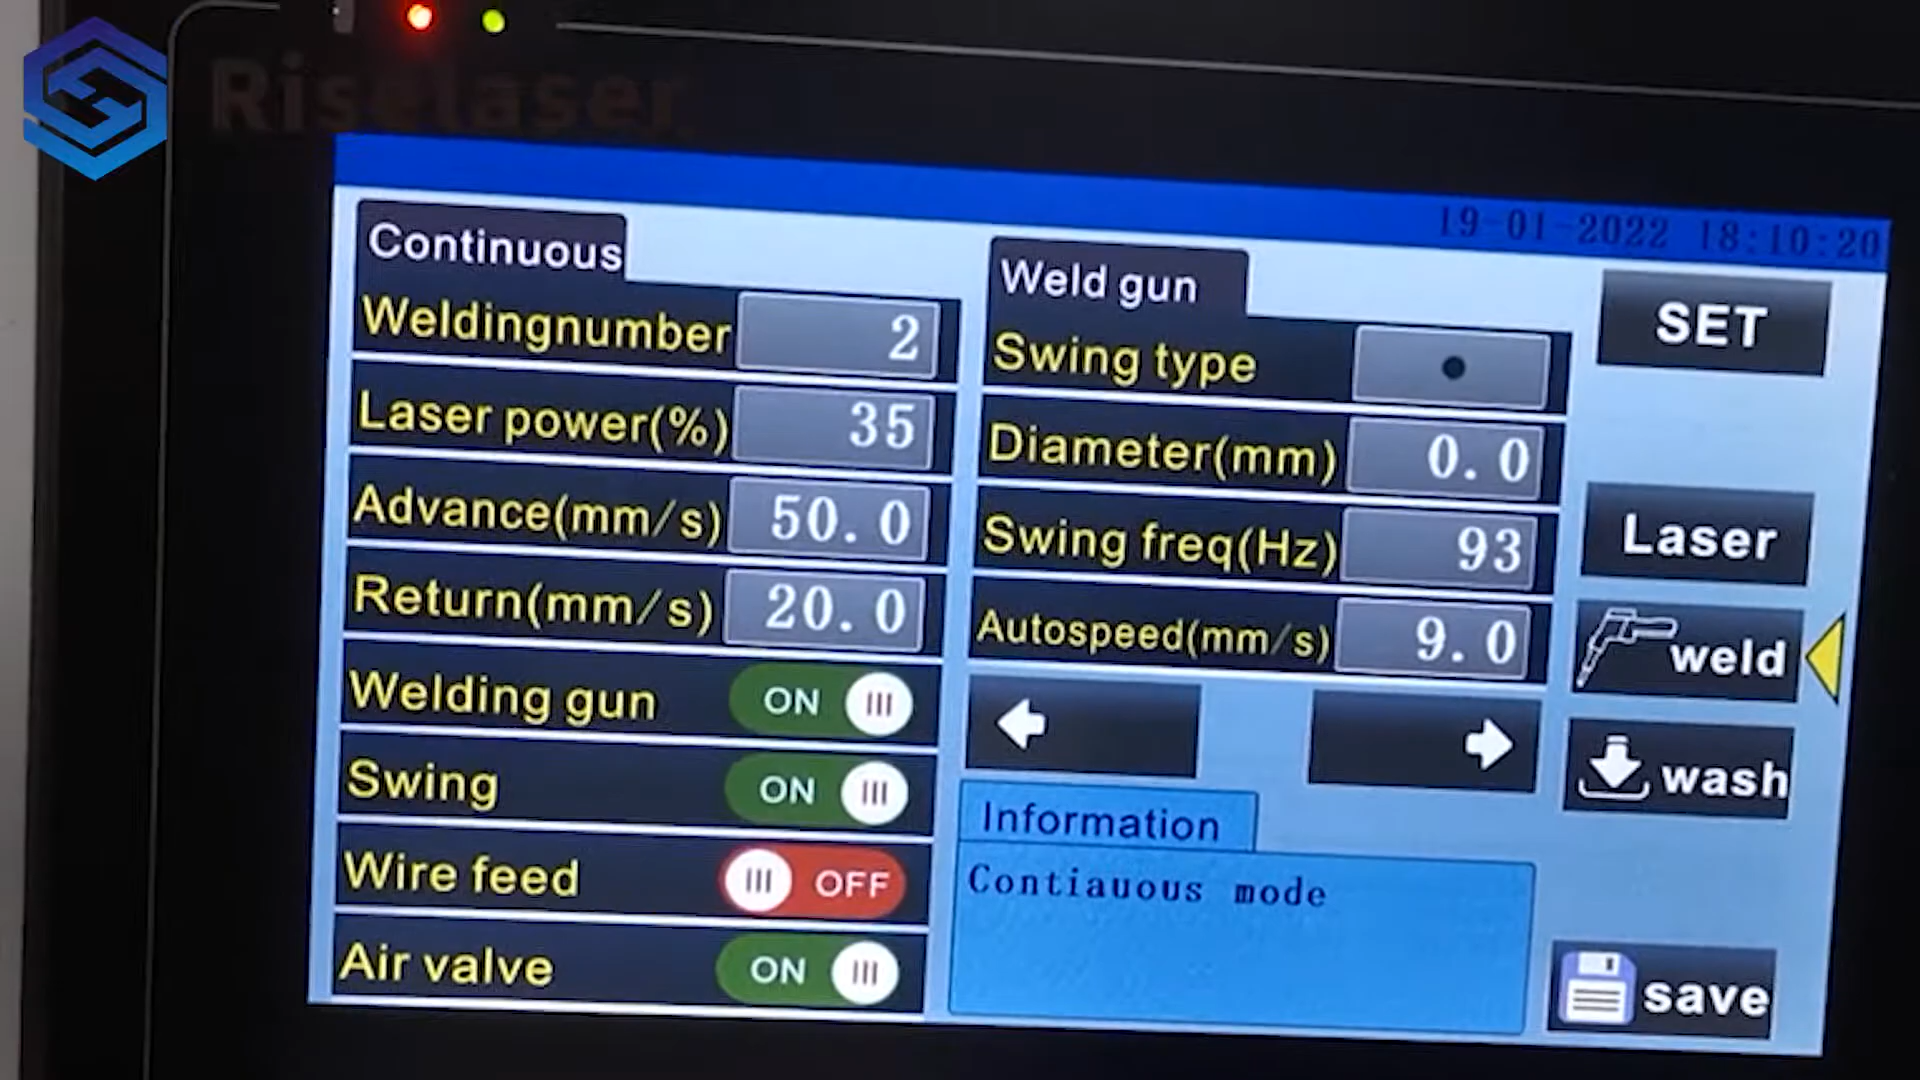 Riselaser
19-01-2022 18:10:20
Continuous
Weldingnumber 2
Laser power(%) 35
Advance(mm/s) 50.0
Return(mm/s) 20.0
Welding gun ON
Swing ON
Wire feed OFF
Air valve ON
Weld gun
Swing type
Diameter(mm) 0.0
Swing freq(Hz) 93
Autospeed(mm/s) 9.0
Information
Contiauous mode
SET
Laser
weld
wash
save